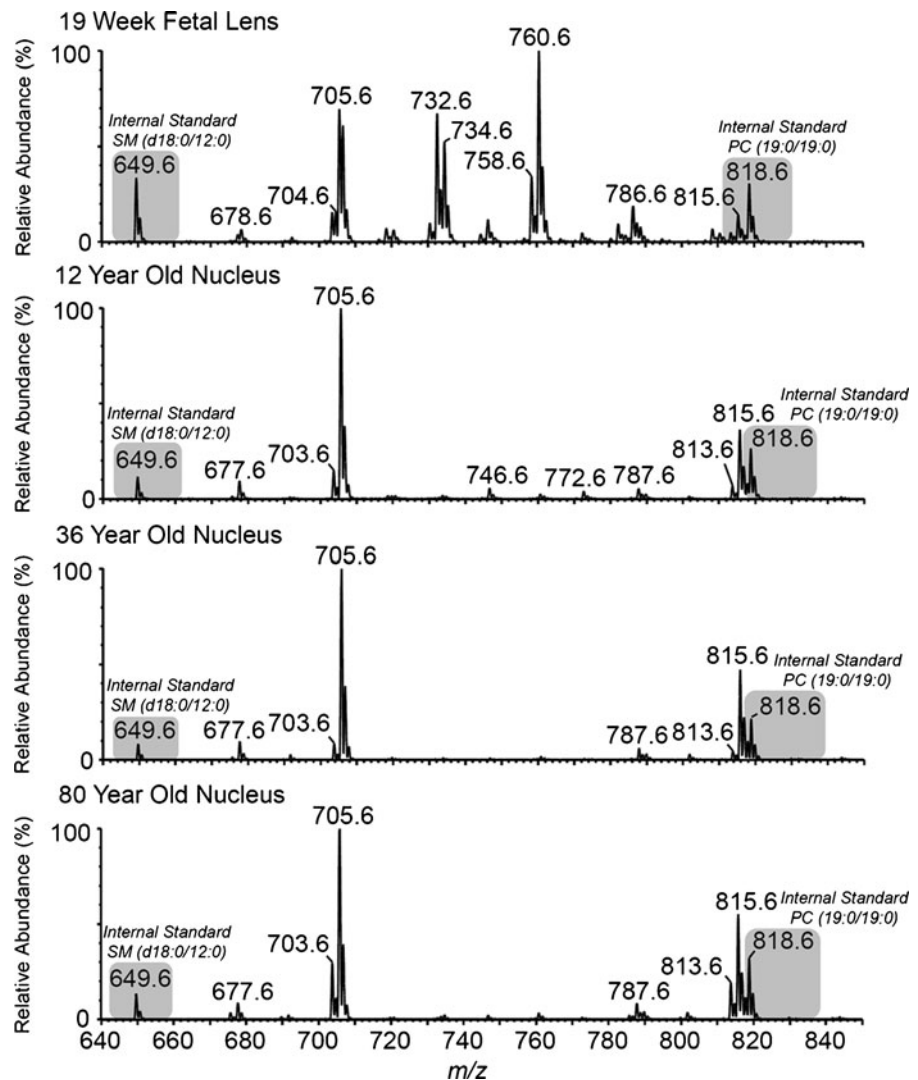 19 Week Fetal Lens
Relative Abundance (%)
100
0
Internal Standard
SM (d18:0/12:0)
649.6
678.6
704.6
705.6
732.6
734.6
758.6
760.6
786.6
815.6
Internal Standard
PC (19:0/19:0)
818.6
12 Year Old Nucleus
Relative Abundance (%)
100
0
Internal Standard
SM (d18:0/12:0)
649.6
677.6
703.6
705.6
746.6
772.6
787.6
813.6
815.6
Internal Standard
PC (19:0/19:0)
818.6
36 Year Old Nucleus
Relative Abundance (%)
100
0
Internal Standard
SM (d18:0/12:0)
649.6
677.6
703.6
705.6
787.6
813.6
815.6
Internal Standard
PC (19:0/19:0)
818.6
80 Year Old Nucleus
Relative Abundance (%)
100
0
Internal Standard
SM (d18:0/12:0)
649.6
677.6
703.6
705.6
787.6
813.6
815.6
Internal Standard
PC (19:0/19:0)
818.6
640 660 680 700 720 740 760 780 800 820 840
m/z